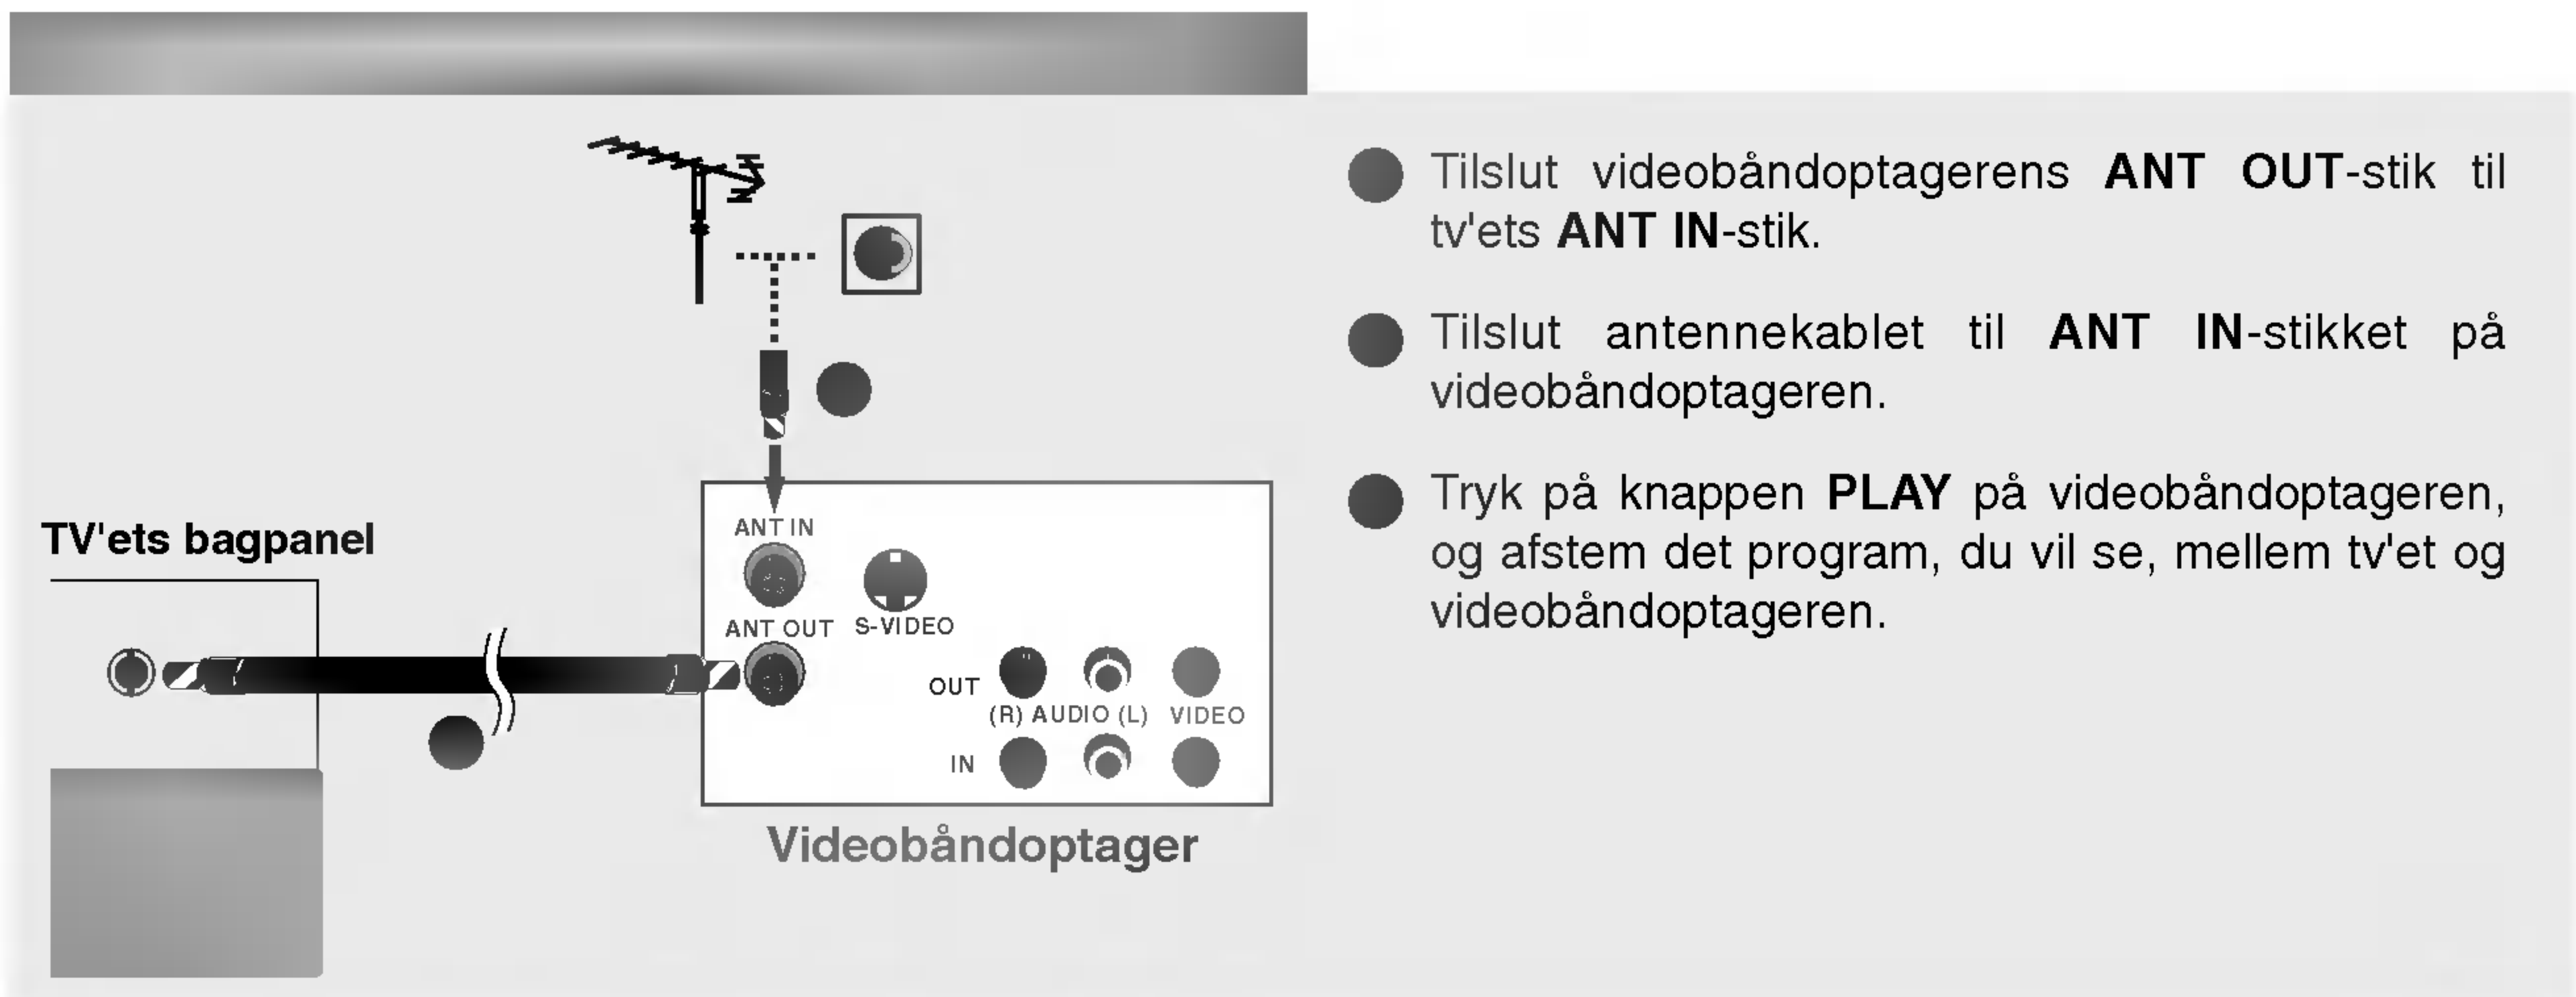 Tilslut videobåndoptagerens ANT OUT-stik til
tv'ets ANT IN-stik.
Tilslut antennekablet til ANT IN-stikket på
videobåndoptageren.
Tryk på knappen PLAY på videobåndoptageren,
og afstem det program, du vil se, mellem tv'et og
videobåndoptageren.
TV'ets bagpanel
ANT IN
ANT OUT
S-VIDEO
OUT
(R) AUDIO (L)
VIDEO
IN
Videobåndoptager